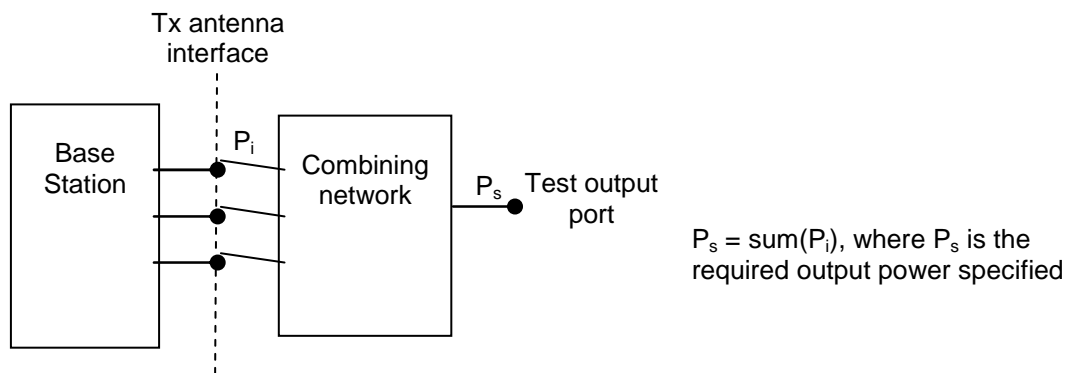 Tx antenna
interface
Base
Station
Pᵢ
Combining
network
Pₛ
Test output
port
Pₛ = sum(Pᵢ), where Pₛ is the
required output power specified